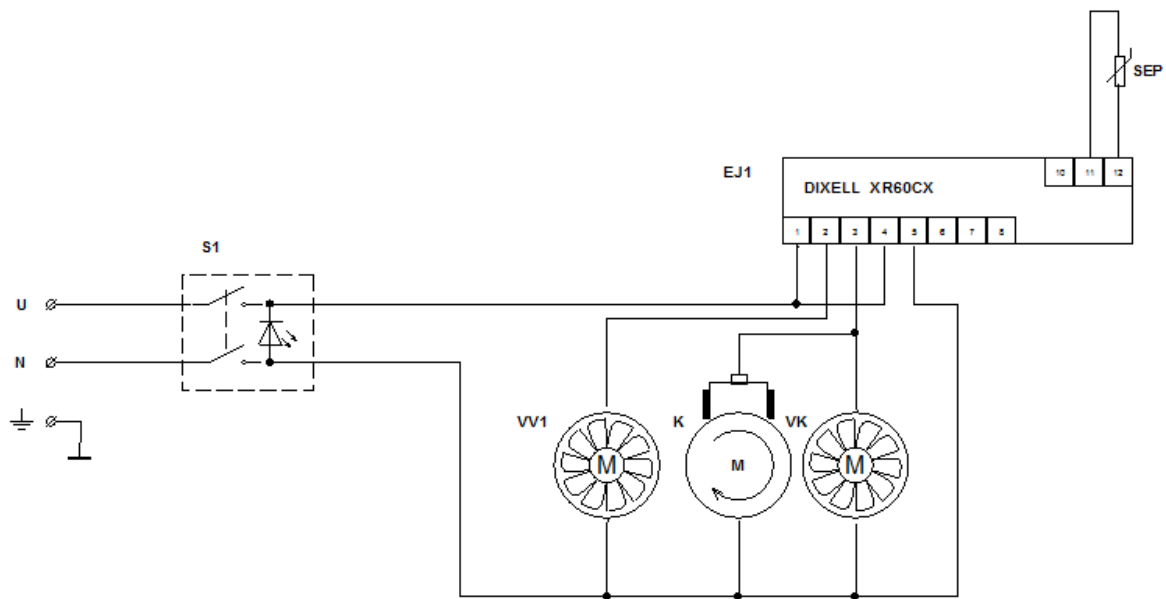 SEP
EJ1
10 11 12
DIXELL XR60CX
1 2 3 4 5 6 7 8
S1
U
N
VV1
K
VK
M
M
M